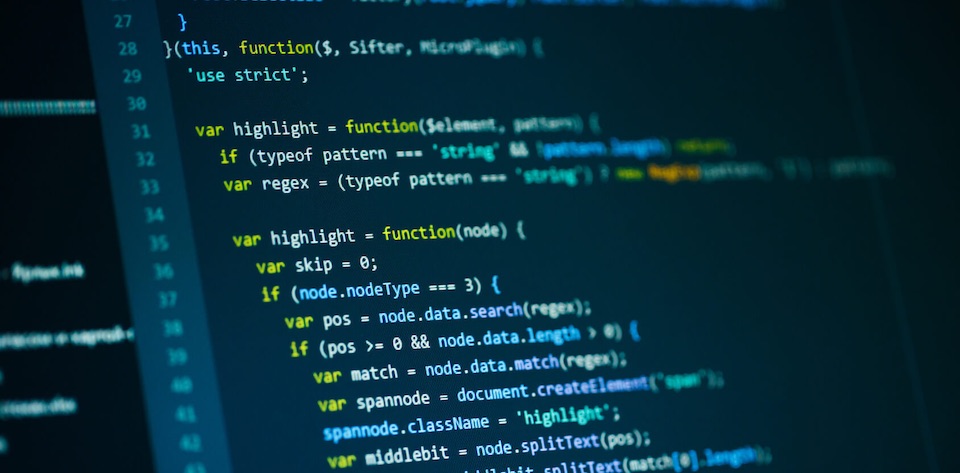 27 }
28 }(this, function($, Sifter, MicroPlugin) {
29 'use strict';
30
31 var highlight = function($element, pattern) {
32 if (typeof pattern === 'string' && !pattern.length) return;
33 var regex = (typeof pattern === 'string') ? new RegExp(pattern,
34
35 var highlight = function(node) {
36 var skip = 0;
37 if (node.nodeType === 3) {
38 var pos = node.data.search(regex);
39 if (pos >= 0 && node.data.length > 0) {
40 var match = node.data.match(regex);
41 var spannode = document.createElement("span");
42 spannode.className = 'highlight';
43 var middlebit = node.splitText(pos);
splitText(match[0].length);